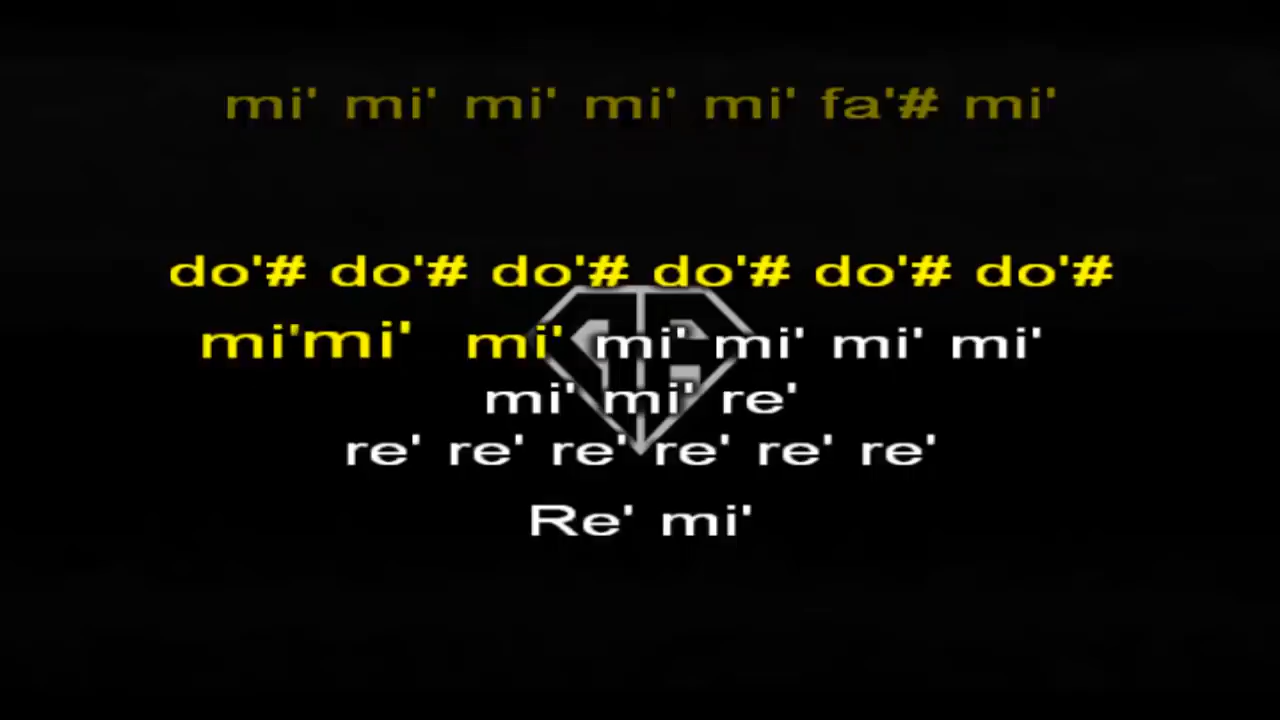 mi' mi' mi' mi' mi' fa'# mi'
do'# do'# do'# do'# do'# do'#
mi'mi' mi' mi' mi' mi' mi'
mi' mi' re'
re' re' re' re' re' re'
Re' mi'